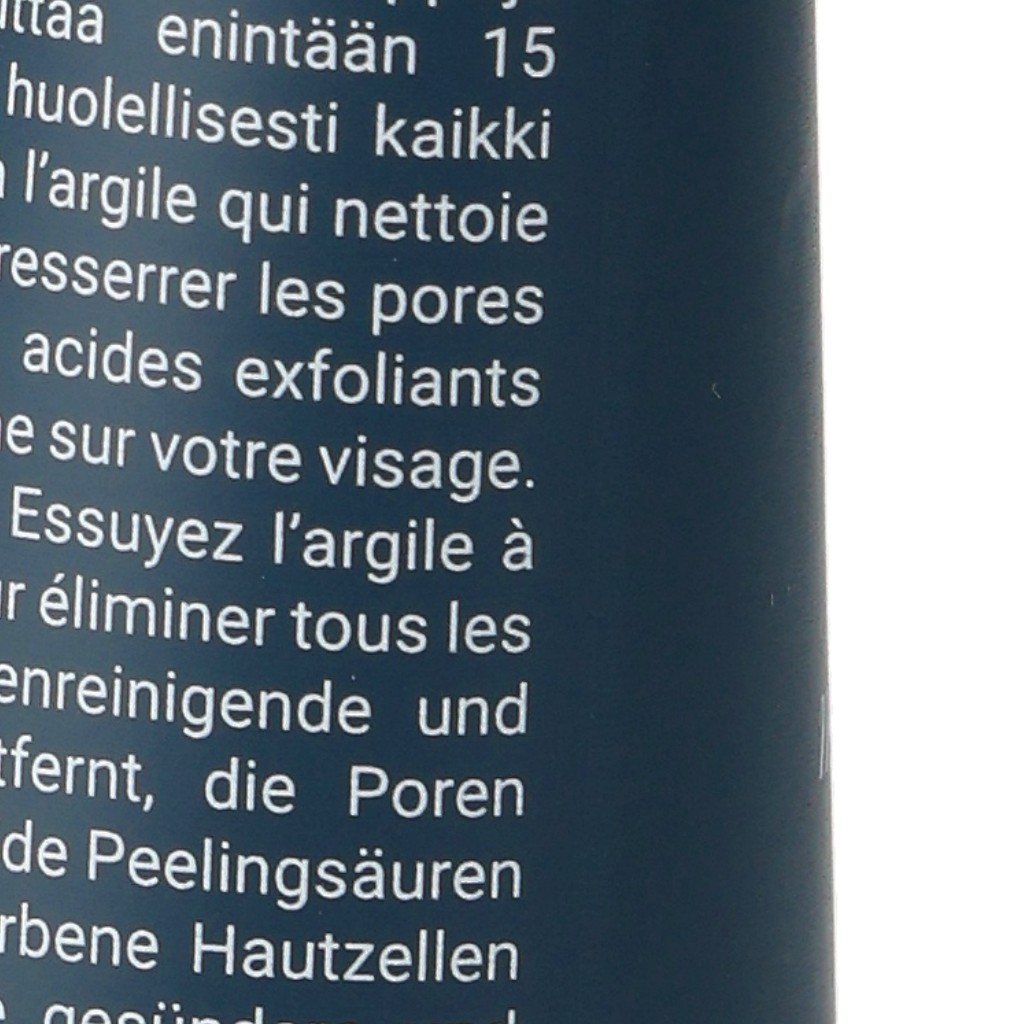 enintään 15
huolellisesti kaikki
l’argile qui nettoie
resserrer les pores
acides exfoliants
sur votre visage.
Essuyez l’argile à
éliminer tous les
enreinigende und
tfernt, die Poren
de Peelingsäuren
rbene Hautzellen